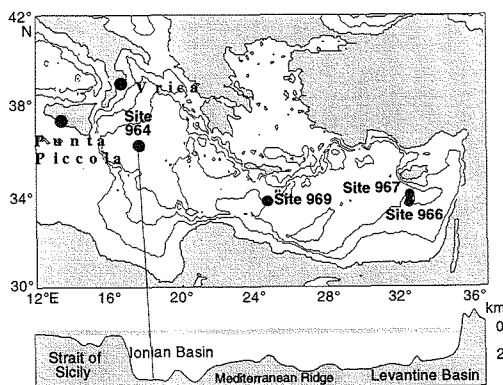 42°
N
38°
34°
30°
Vrica
Site
964
Punta
Piccola
Site 967
Site 969
Site 966
12°E 16° 20° 24° 28° 32° 36°
km
0
2
Strait of
Sicily
Ionian Basin
Mediterranean Ridge
Levantine Basin